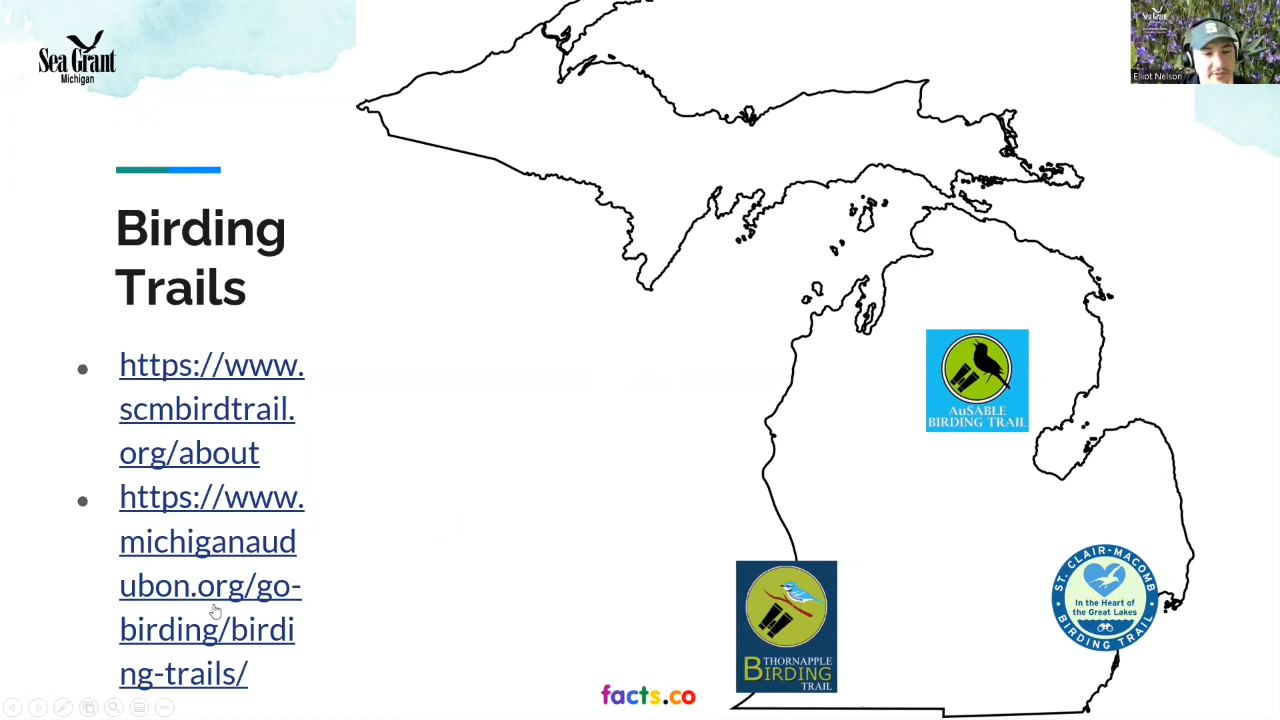 Sea Grant
Michigan
Sea Grant
Elliot Nelson
Birding
Trails
https://www.
scmbirdtrail.
org/about
https://www.
michiganaud
ubon.org/go-
birding/birdi
ng-trails/
AuSABLE
BIRDING TRAIL
ST. CLAIR-MACOMB
In the Heart of
the Great Lakes
BIRDING TRAIL
THORNAPPLE
BIRDING
TRAIL
facts.co